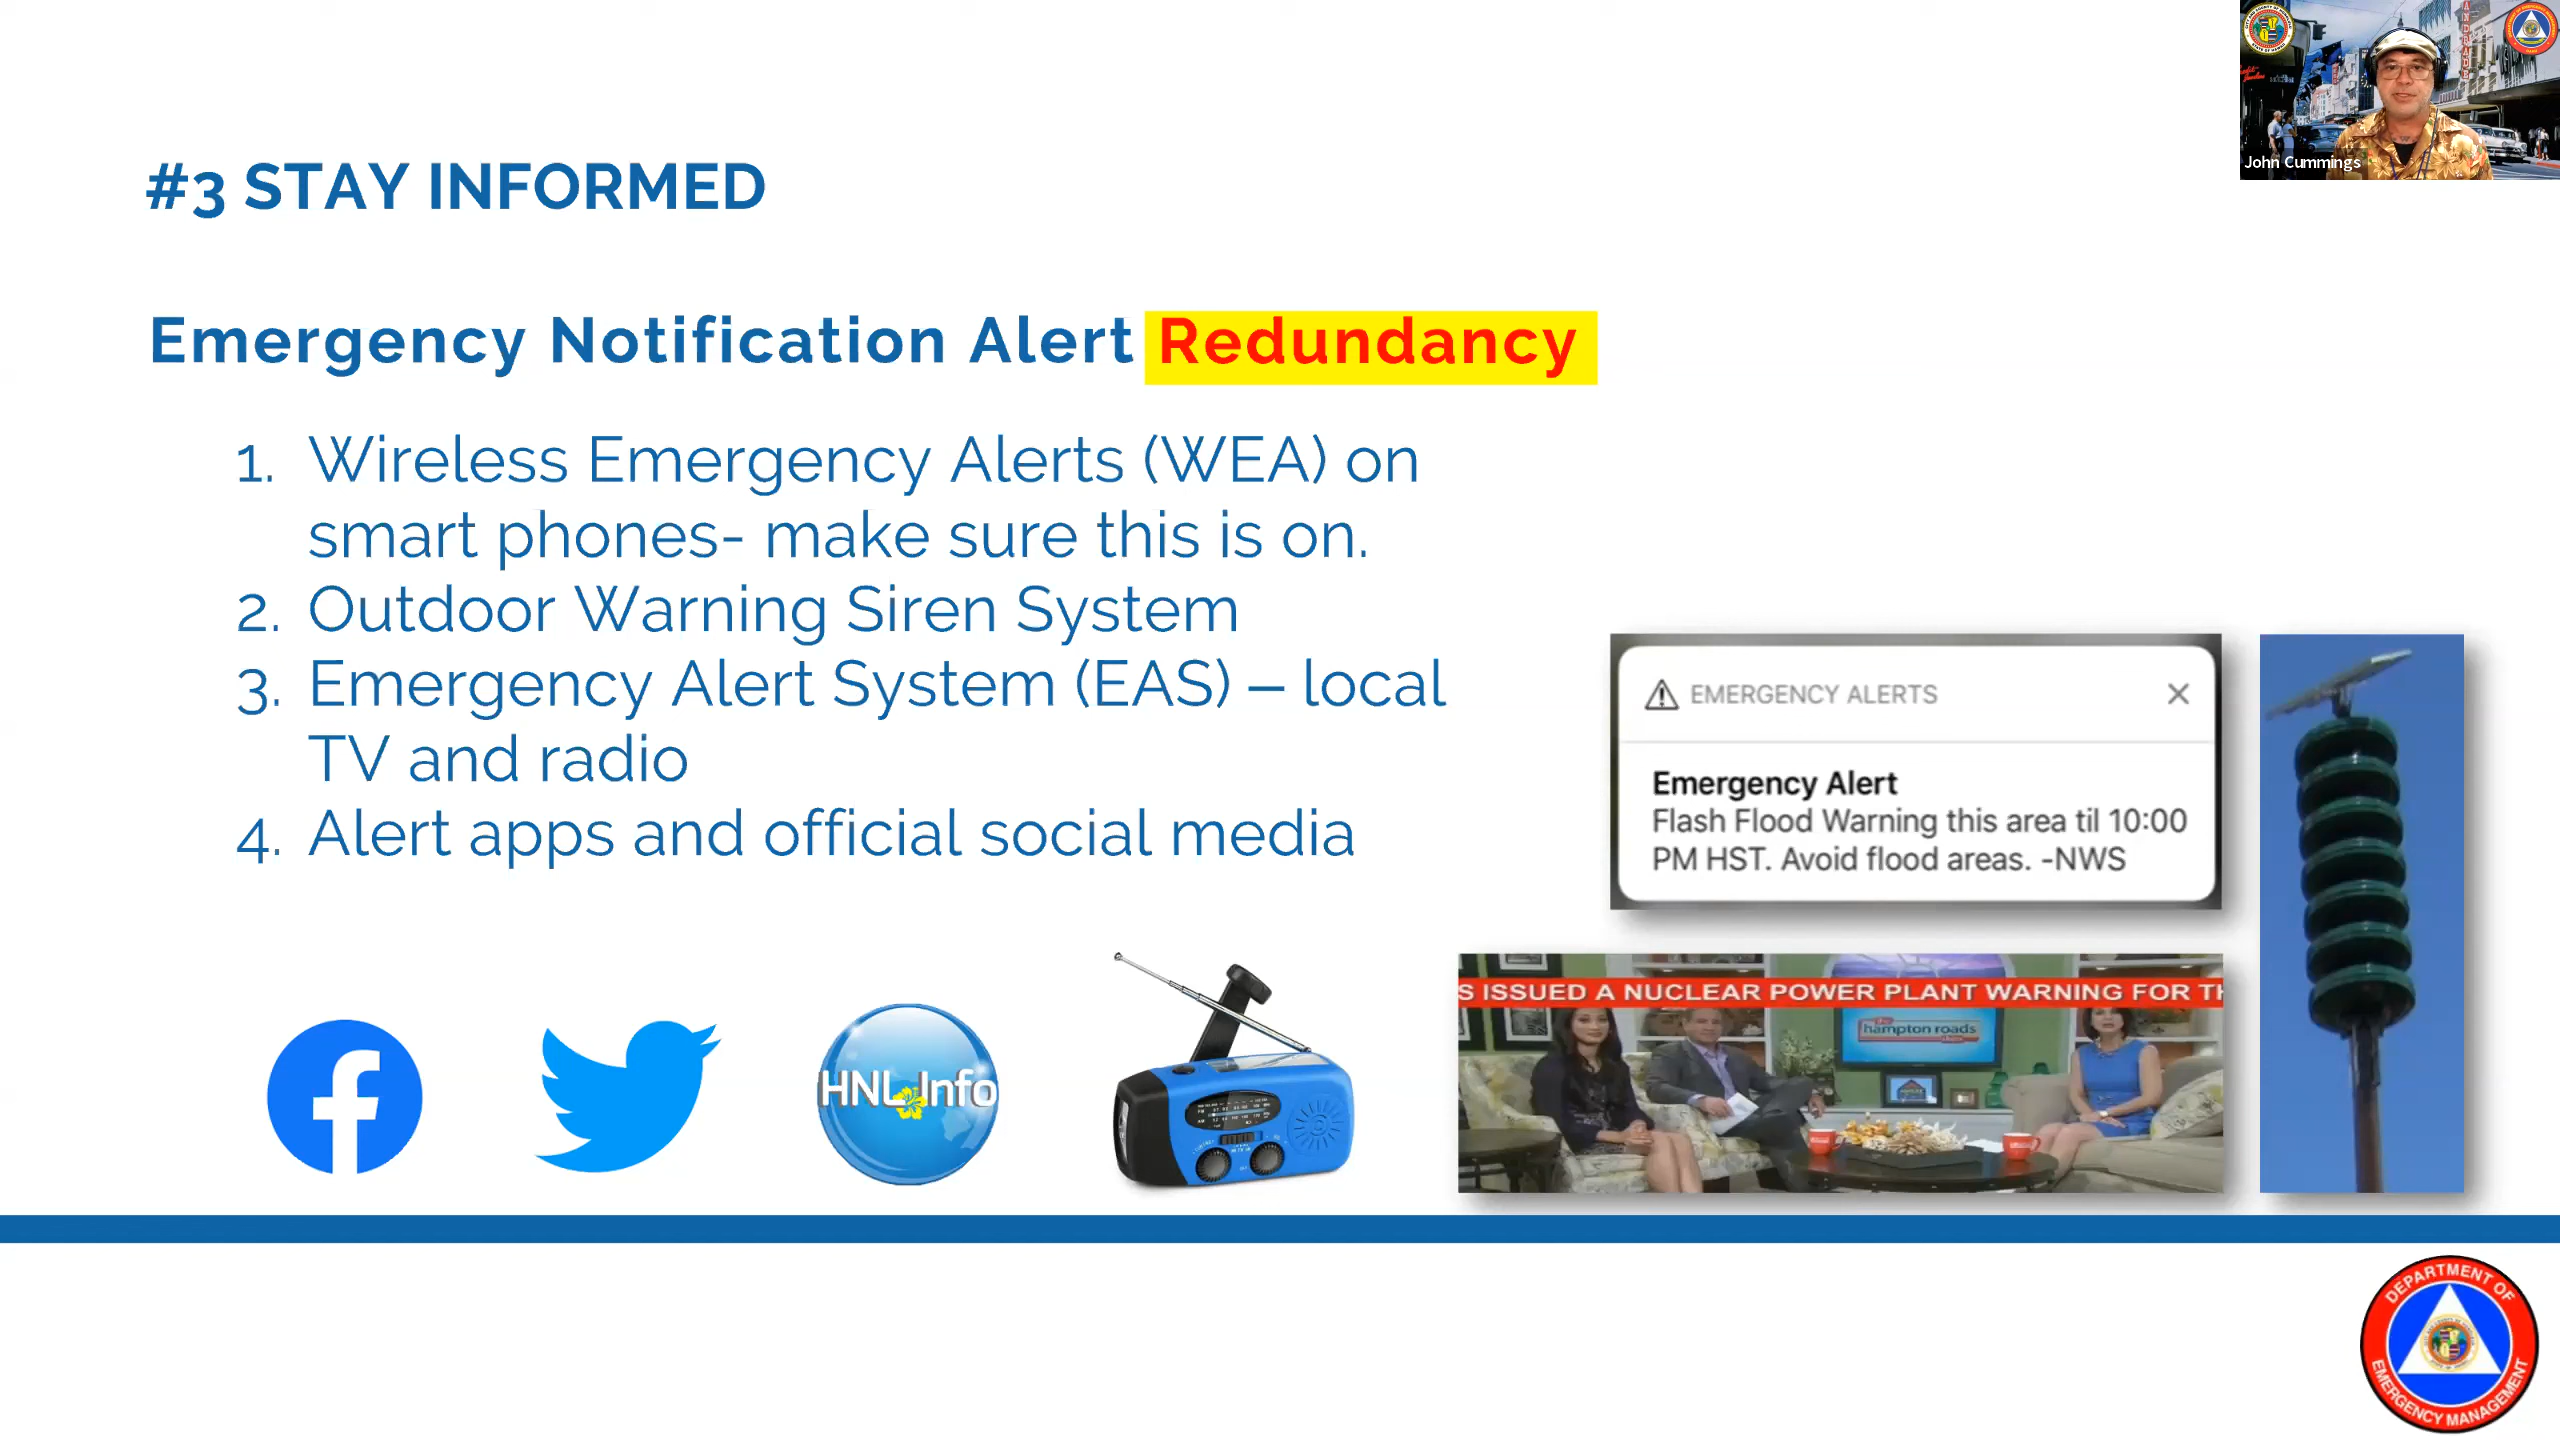 #3 STAY INFORMED
Emergency Notification Alert Redundancy
1. Wireless Emergency Alerts (WEA) on
smart phones- make sure this is on.
2. Outdoor Warning Siren System
3. Emergency Alert System (EAS) – local
TV and radio
4. Alert apps and official social media
John Cummings
ANDRADE
EMERGENCY ALERTS
Emergency Alert
Flash Flood Warning this area til 10:00
PM HST. Avoid flood areas. -NWS
S ISSUED A NUCLEAR POWER PLANT WARNING FOR TH
hampton roads
HNL Info
DEPARTMENT OF
EMERGENCY MANAGEMENT